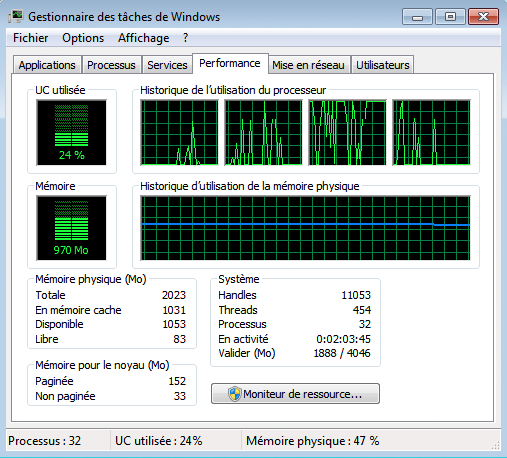 Gestionnaire des tâches de Windows
Fichier Options Affichage ?
Applications Processus Services Performance Mise en réseau Utilisateurs
UC utilisée
24 %
Historique de l'utilisation du processeur
Mémoire
970 Mo
Historique d'utilisation de la mémoire physique
Mémoire physique (Mo)
Totale 2023
En mémoire cache 1031
Disponible 1053
Libre 83
Mémoire pour le noyau (Mo)
Paginée 152
Non paginée 33
Système
Handles 11053
Threads 454
Processus 32
En activité 0:02:03:45
Valider (Mo) 1888 / 4046
Moniteur de ressource...
Processus : 32 UC utilisée : 24% Mémoire physique : 47 %